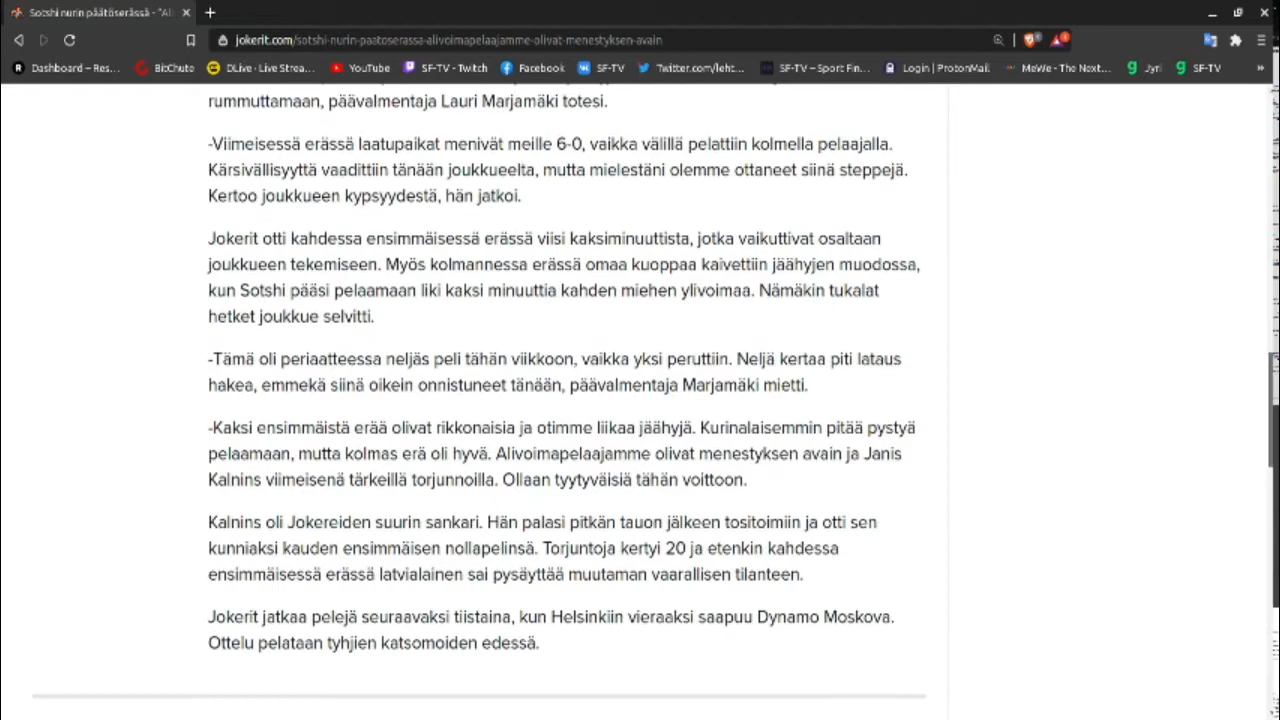 Sotshi nurin päätöserässä - "Ali
jokerit.com/sotshi-nurin-paatoserassa-alivoimapelaajamme-olivat-menestyksen-avain
Dashboard – Res... BitChute DLive · Live Strea... YouTube SF-TV - Twitch Facebook SF-TV Twitter.com/leht... SF-TV – Sport Fin... Login | ProtonMail MeWe - The Next... Jyri SF-TV »
rummuttamaan, päävalmentaja Lauri Marjamäki totesi.
-Viimeisessä erässä laatupaikat menivät meille 6-0, vaikka välillä pelattiin kolmella pelaajalla.
Kärsivällisyyttä vaadittiin tänään joukkueelta, mutta mielestäni olemme ottaneet siinä steppejä.
Kertoo joukkueen kypsyydestä, hän jatkoi.
Jokerit otti kahdessa ensimmäisessä erässä viisi kaksiminuuttista, jotka vaikuttivat osaltaan
joukkueen tekemiseen. Myös kolmannessa erässä omaa kuoppaa kaivettiin jäähyjen muodossa,
kun Sotshi pääsi pelaamaan liki kaksi minuuttia kahden miehen ylivoimaa. Nämäkin tukalat
hetket joukkue selvitti.
-Tämä oli periaatteessa neljäs peli tähän viikkoon, vaikka yksi peruttiin. Neljä kertaa piti lataus
hakea, emmekä siinä oikein onnistuneet tänään, päävalmentaja Marjamäki mietti.
-Kaksi ensimmäistä erää olivat rikkonaisia ja otimme liikaa jäähyjä. Kurinalaisemmin pitää pystyä
pelaamaan, mutta kolmas erä oli hyvä. Alivoimapelaajamme olivat menestyksen avain ja Janis
Kalnins viimeisenä tärkeillä torjunnoilla. Ollaan tyytyväisiä tähän voittoon.
Kalnins oli Jokereiden suurin sankari. Hän palasi pitkän tauon jälkeen tositoimiin ja otti sen
kunniaksi kauden ensimmäisen nollapelinsä. Torjuntoja kertyi 20 ja etenkin kahdessa
ensimmäisessä erässä latvialainen sai pysäyttää muutaman vaarallisen tilanteen.
Jokerit jatkaa pelejä seuraavaksi tiistaina, kun Helsinkiin vieraaksi saapuu Dynamo Moskova.
Ottelu pelataan tyhjien katsomoiden edessä.